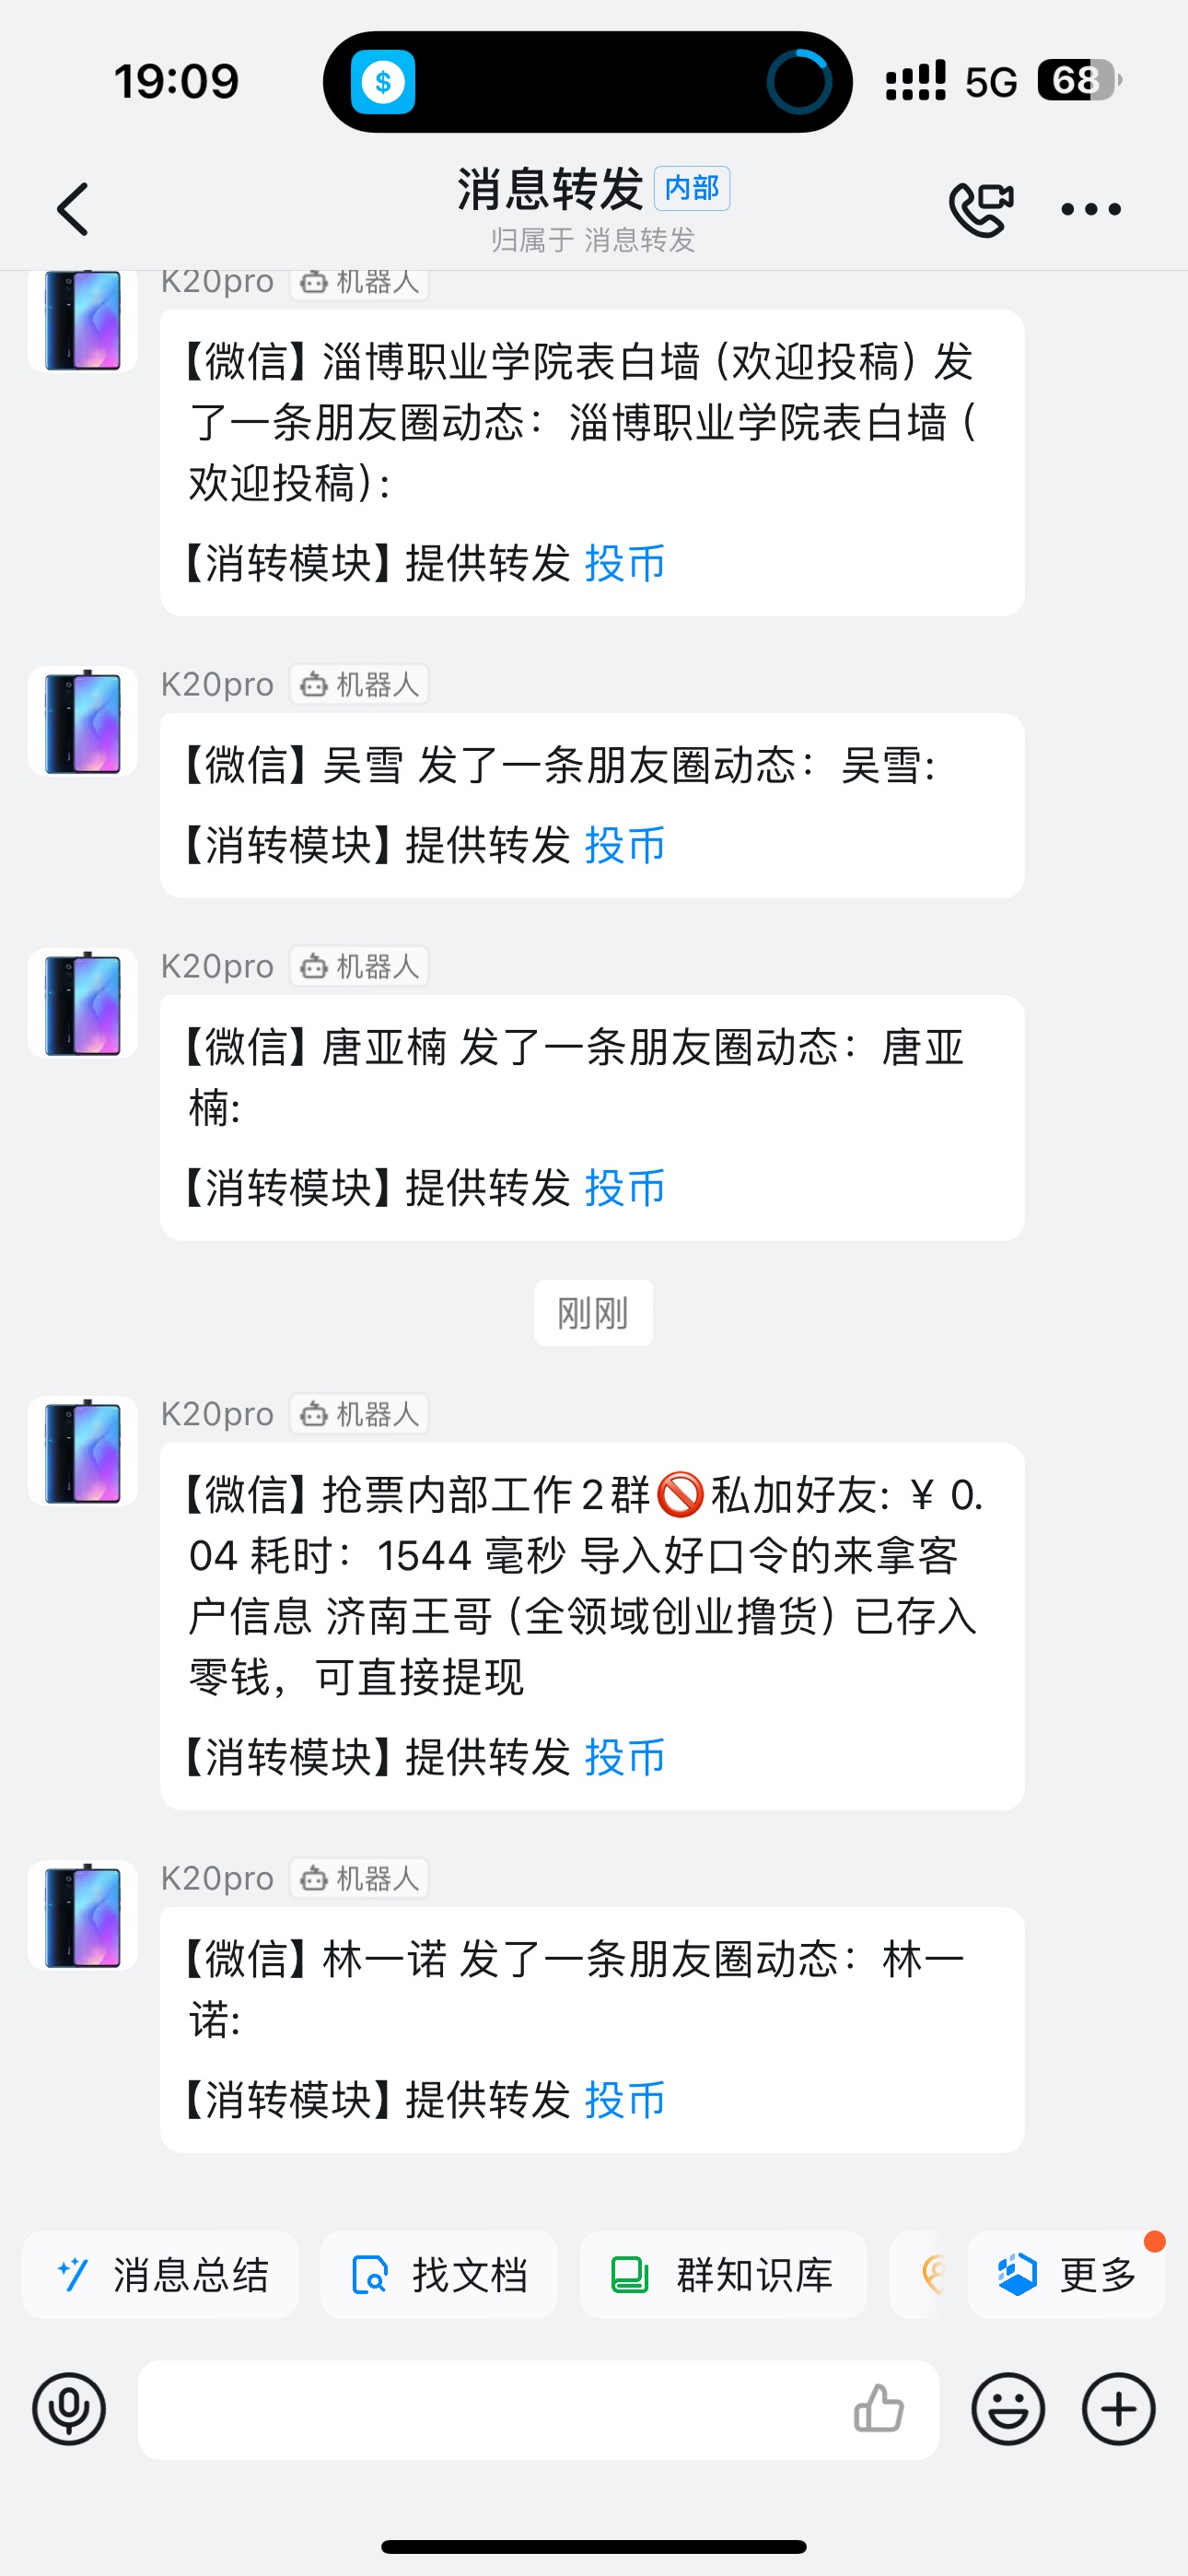 19:09
$
5G
68
消息转发 内部
归属于 消息转发
K20pro 机器人
【微信】淄博职业学院表白墙（欢迎投稿）发
了一条朋友圈动态：淄博职业学院表白墙（
欢迎投稿）:
【消转模块】提供转发 投币
K20pro 机器人
【微信】吴雪 发了一条朋友圈动态：吴雪:
【消转模块】提供转发 投币
K20pro 机器人
【微信】唐亚楠 发了一条朋友圈动态：唐亚
楠:
【消转模块】提供转发 投币
刚刚
K20pro 机器人
【微信】抢票内部工作2群🚫私加好友: ￥0.
04 耗时：1544 毫秒 导入好口令的来拿客
户信息 济南王哥（全领域创业撸货）已存入
零钱，可直接提现
【消转模块】提供转发 投币
K20pro 机器人
【微信】林一诺 发了一条朋友圈动态：林一
诺:
【消转模块】提供转发 投币
消息总结 找文档 群知识库 更多